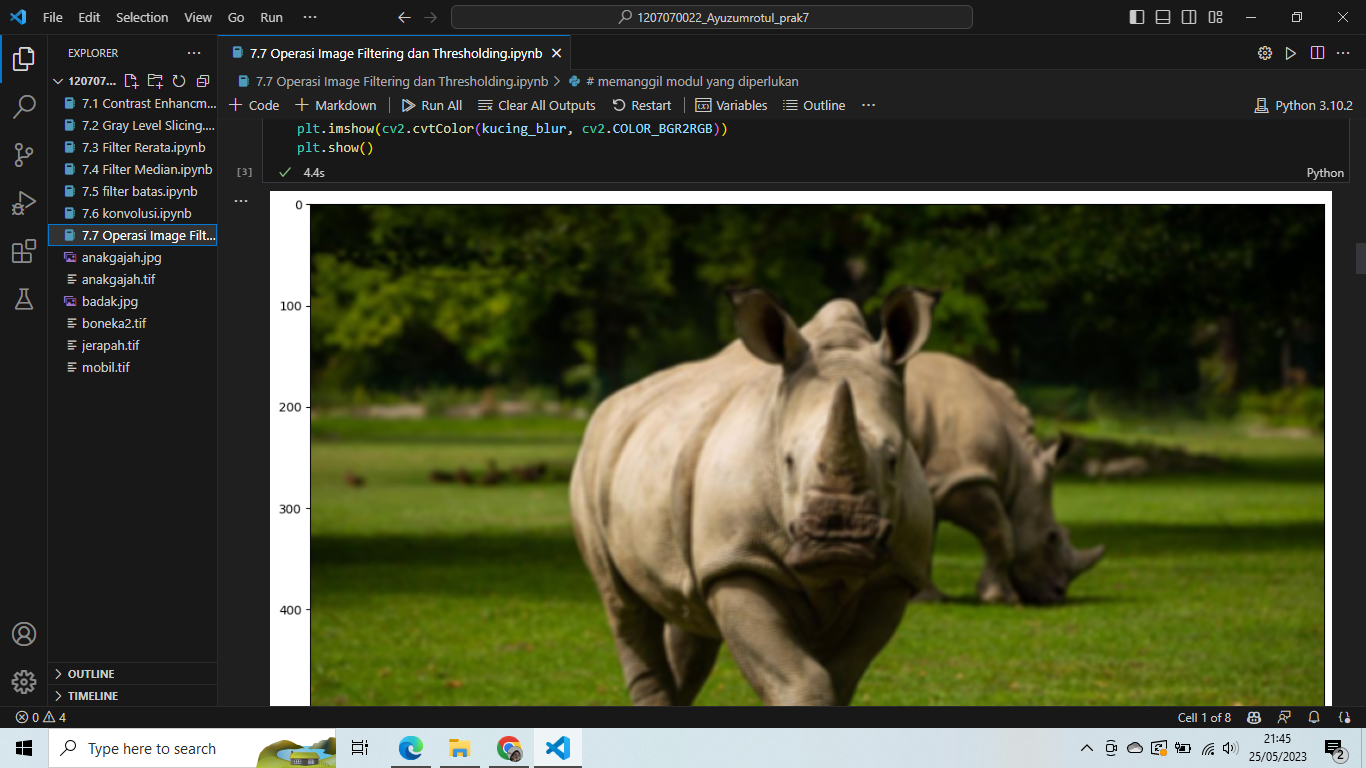 File Edit Selection View Go Run ···
1207070022_Ayuzumrotul_prak7
EXPLORER ···
120707...
7.1 Contrast Enhancm...
7.2 Gray Level Slicing....
7.3 Filter Rerata.ipynb
7.4 Filter Median.ipynb
7.5 filter batas.ipynb
7.6 konvolusi.ipynb
7.7 Operasi Image Filt...
anakgajah.jpg
anakgajah.tif
badak.jpg
boneka2.tif
jerapah.tif
mobil.tif
OUTLINE
TIMELINE
7.7 Operasi Image Filtering dan Thresholding.ipynb
7.7 Operasi Image Filtering dan Thresholding.ipynb > # memanggil modul yang diperlukan
+ Code + Markdown Run All Clear All Outputs Restart Variables Outline ··· Python 3.10.2
plt.imshow(cv2.cvtColor(kucing_blur, cv2.COLOR_BGR2RGB))
plt.show()
[3] 4.4s Python
0
100
200
300
400
0 4 Cell 1 of 8
Type here to search
21:45
25/05/2023
2